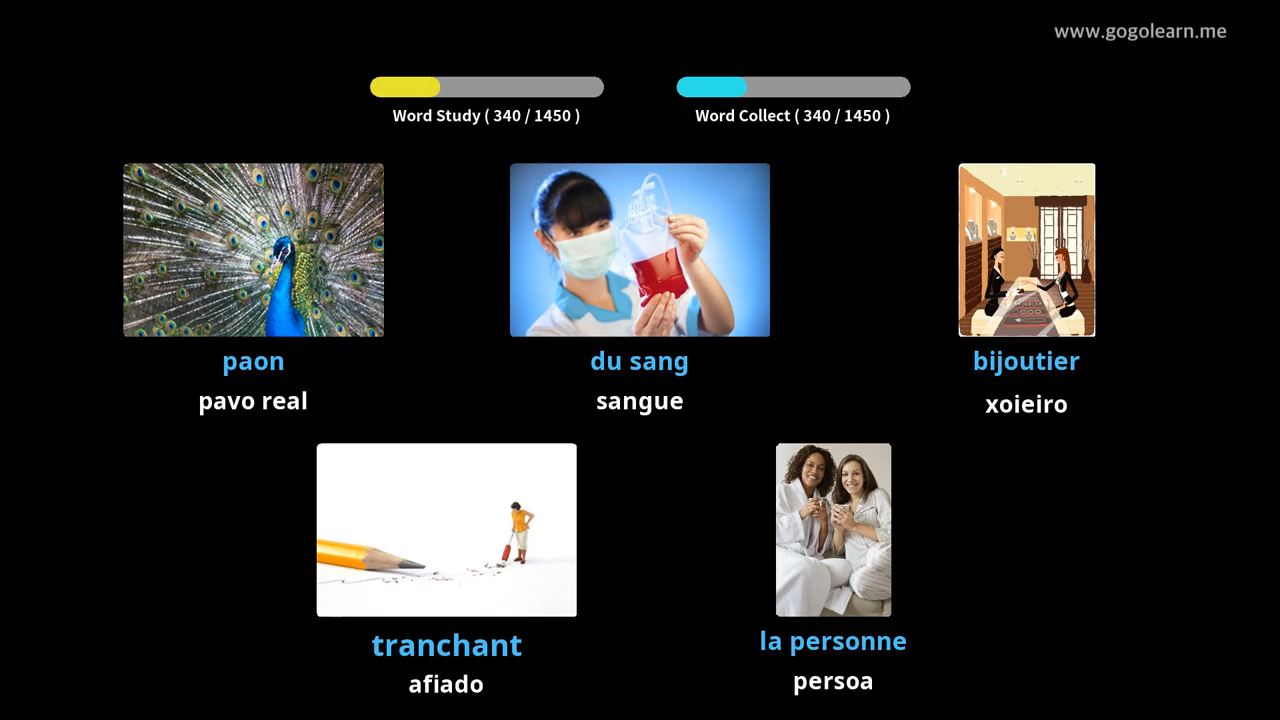 www.gogolearn.me
Word Study ( 340 / 1450 )
Word Collect ( 340 / 1450 )
paon
pavo real
du sang
sangue
bijoutier
xoieiro
tranchant
afiado
la personne
persoa